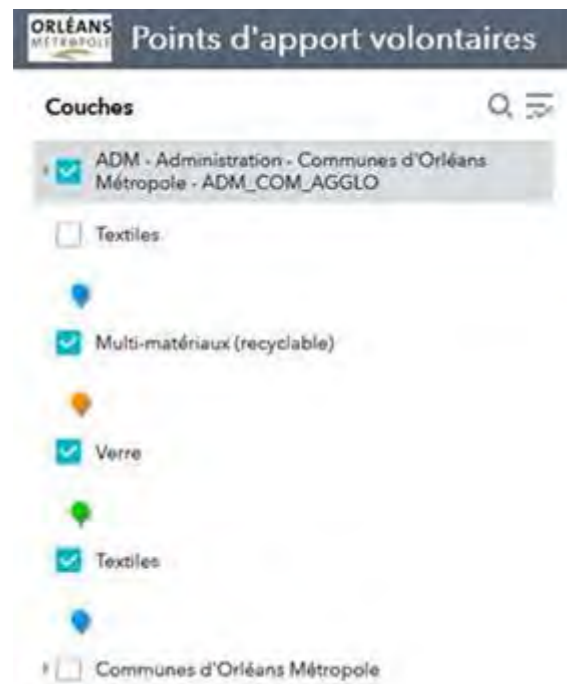 ORLÉANS
MÉTROPOLE
Points d'apport volontaires
Couches
ADM - Administration - Communes d'Orléans
Métropole - ADM_COM_AGGLO
Textiles
Multi-matériaux (recyclable)
Verre
Textiles
Communes d'Orléans Métropole